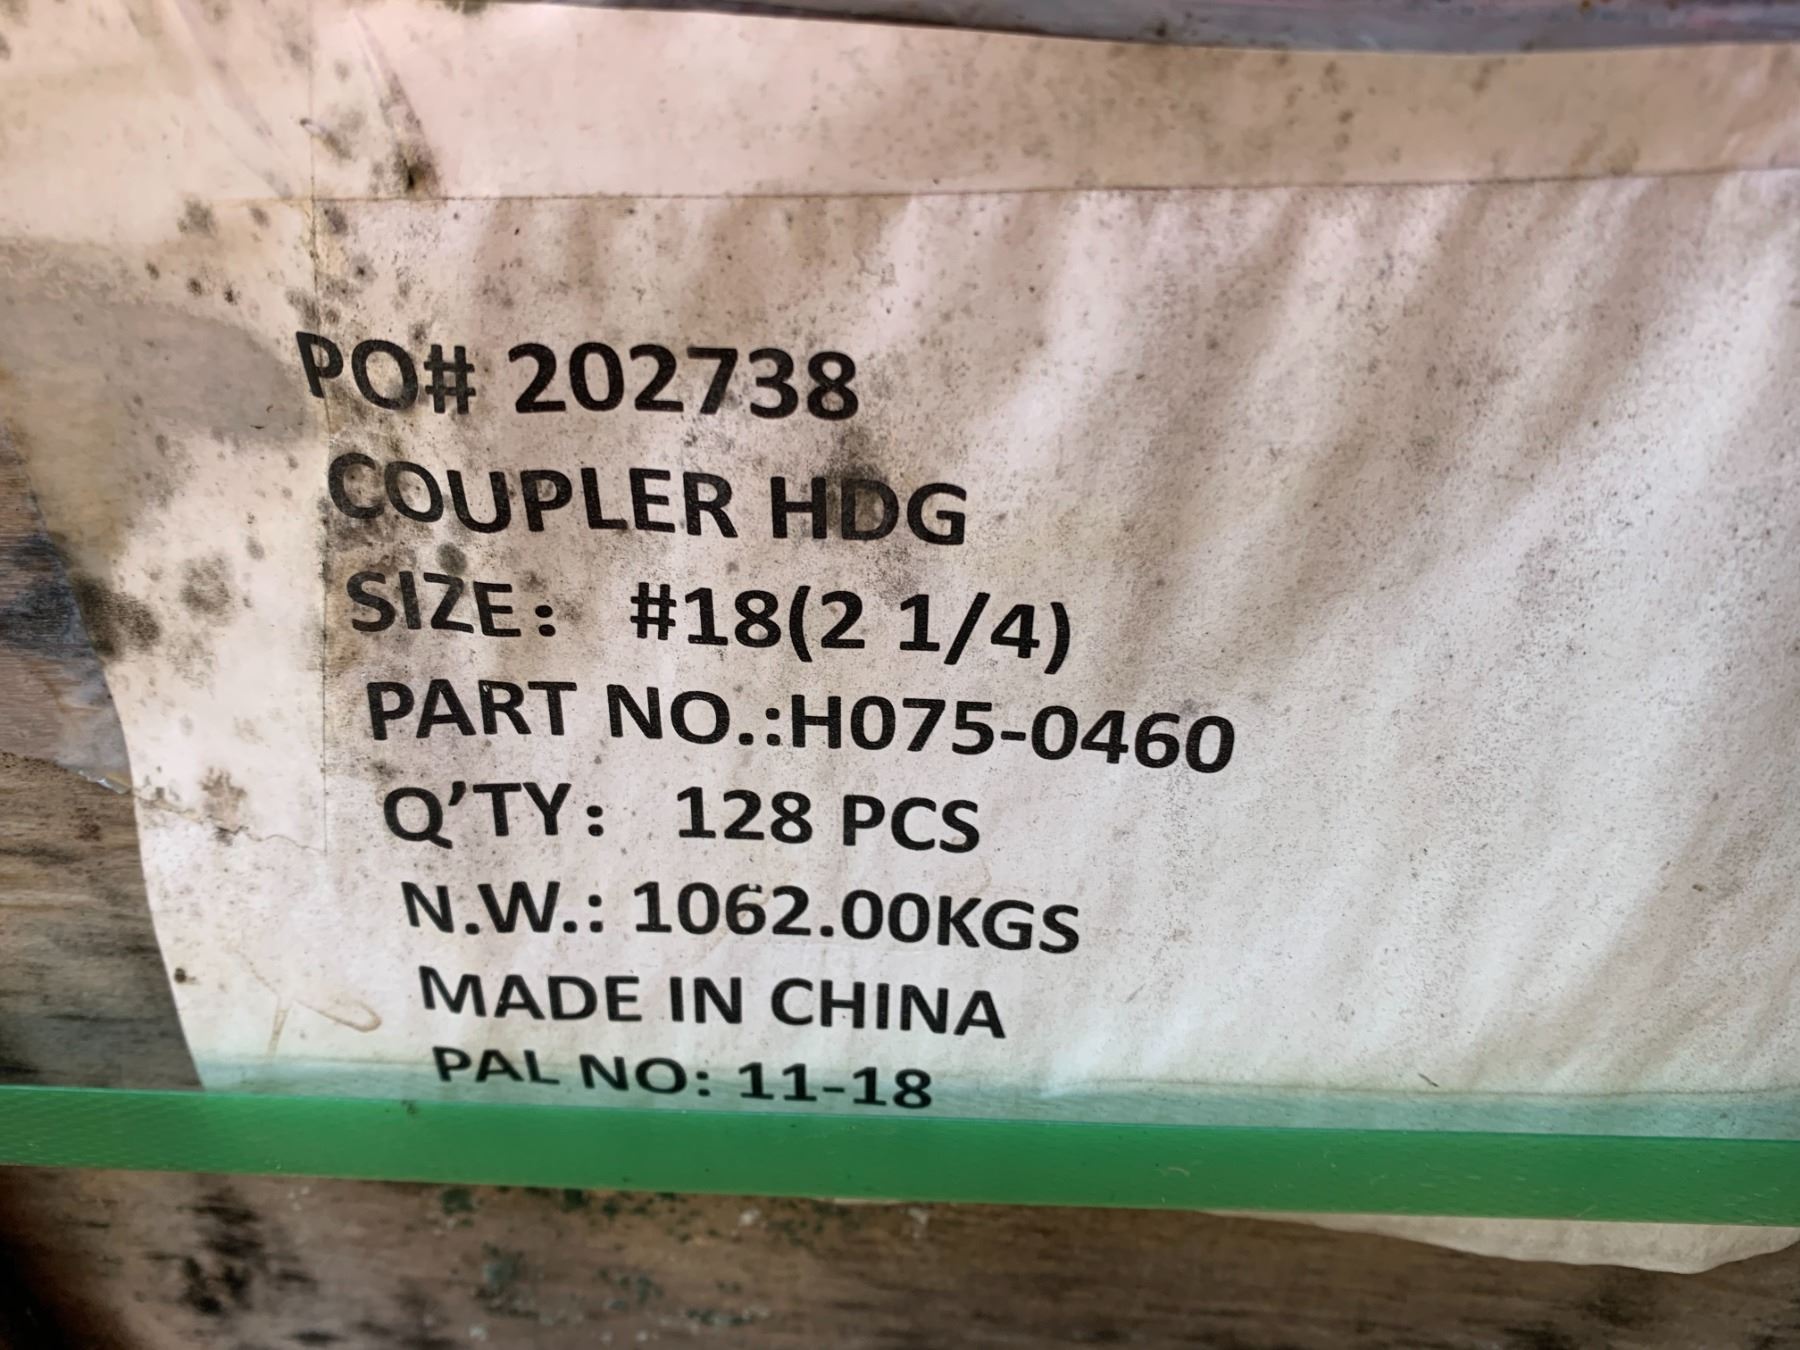 PO# 202738
COUPLER HDG
SIZE： #18(2 1/4)
PART NO.:H075-0460
Q’TY： 128 PCS
N.W.: 1062.00KGS
MADE IN CHINA
PAL NO: 11-18